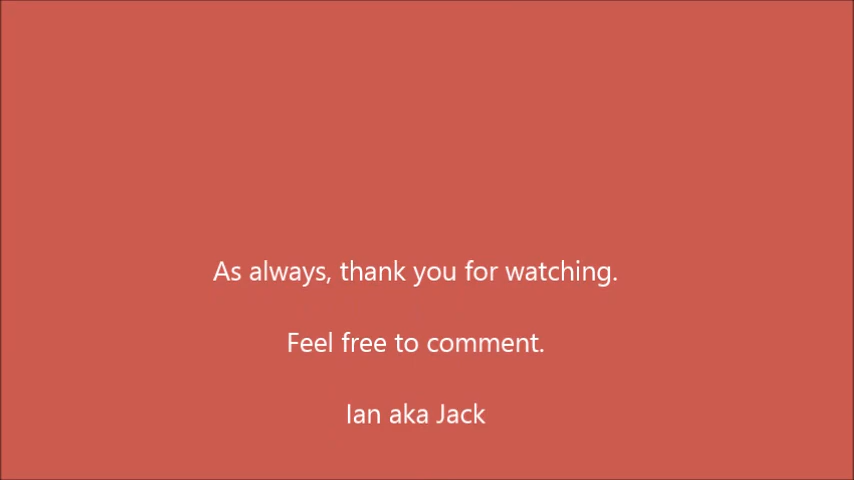 As always, thank you for watching.
Feel free to comment.
Ian aka Jack